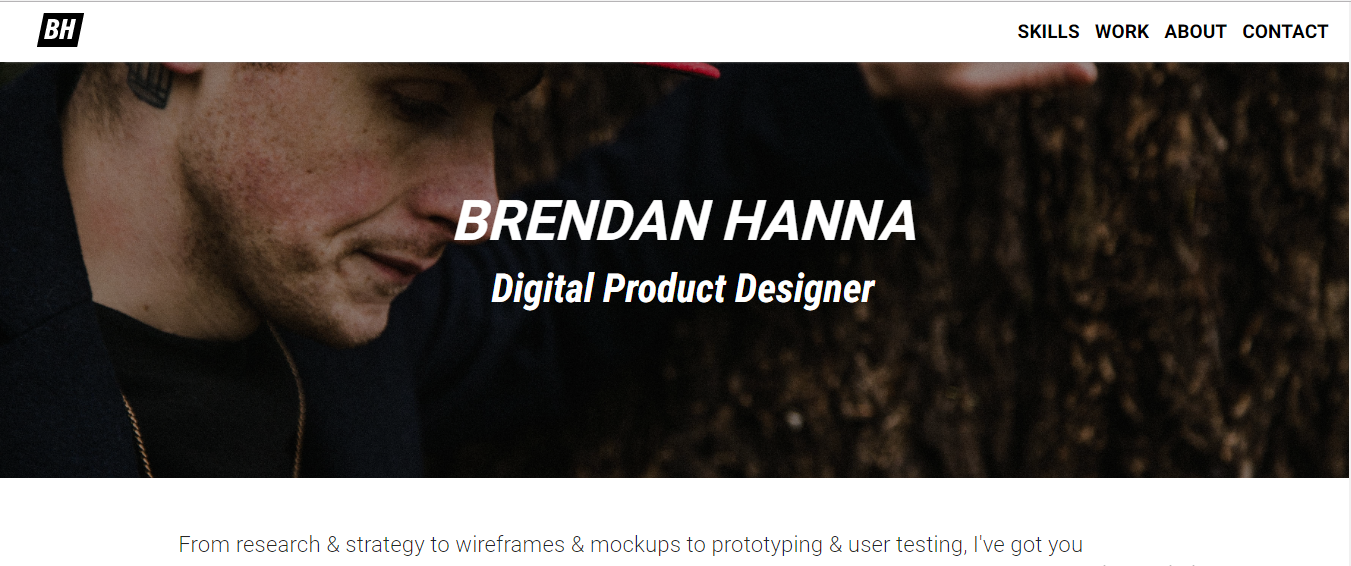 BH
SKILLS WORK ABOUT CONTACT
BRENDAN HANNA
Digital Product Designer
From research & strategy to wireframes & mockups to prototyping & user testing, I've got you